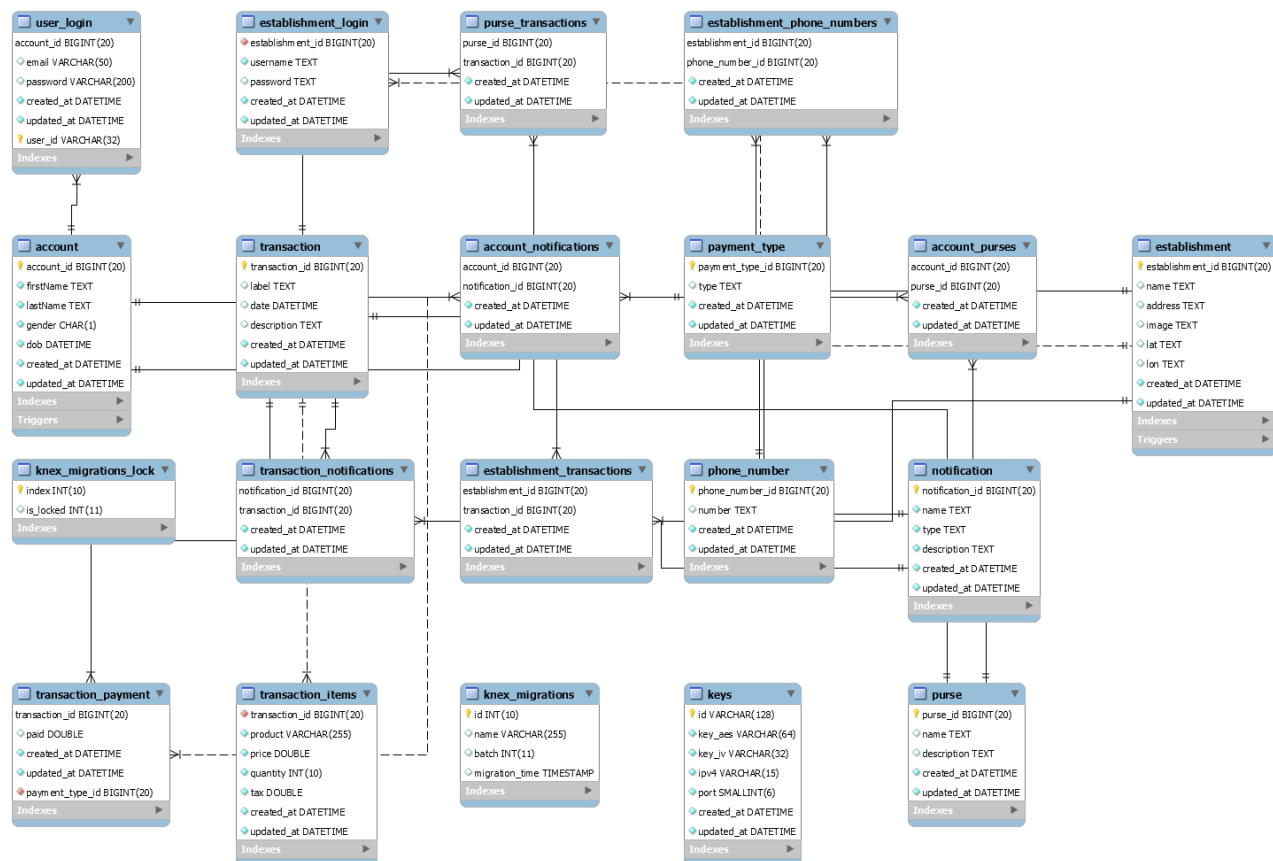 user_login
account_id BIGINT(20)
email VARCHAR(50)
password VARCHAR(200)
created_at DATETIME
updated_at DATETIME
user_id VARCHAR(32)
Indexes
establishment_login
establishment_id BIGINT(20)
username TEXT
password TEXT
created_at DATETIME
updated_at DATETIME
Indexes
purse_transactions
purse_id BIGINT(20)
transaction_id BIGINT(20)
created_at DATETIME
updated_at DATETIME
Indexes
establishment_phone_numbers
establishment_id BIGINT(20)
phone_number_id BIGINT(20)
created_at DATETIME
updated_at DATETIME
Indexes
account
account_id BIGINT(20)
firstName TEXT
lastName TEXT
gender CHAR(1)
dob DATETIME
created_at DATETIME
updated_at DATETIME
Indexes
Triggers
transaction
transaction_id BIGINT(20)
label TEXT
date DATETIME
description TEXT
created_at DATETIME
updated_at DATETIME
Indexes
account_notifications
account_id BIGINT(20)
notification_id BIGINT(20)
created_at DATETIME
updated_at DATETIME
Indexes
payment_type
payment_type_id BIGINT(20)
type TEXT
created_at DATETIME
updated_at DATETIME
Indexes
account_purses
account_id BIGINT(20)
purse_id BIGINT(20)
created_at DATETIME
updated_at DATETIME
Indexes
establishment
establishment_id BIGINT(20)
name TEXT
address TEXT
image TEXT
lat TEXT
lon TEXT
created_at DATETIME
updated_at DATETIME
Indexes
Triggers
knex_migrations_lock
index INT(10)
is_locked INT(11)
Indexes
transaction_notifications
notification_id BIGINT(20)
transaction_id BIGINT(20)
created_at DATETIME
updated_at DATETIME
Indexes
establishment_transactions
establishment_id BIGINT(20)
transaction_id BIGINT(20)
created_at DATETIME
updated_at DATETIME
Indexes
phone_number
phone_number_id BIGINT(20)
number TEXT
created_at DATETIME
updated_at DATETIME
Indexes
notification
notification_id BIGINT(20)
name TEXT
type TEXT
description TEXT
created_at DATETIME
updated_at DATETIME
Indexes
transaction_payment
transaction_id BIGINT(20)
paid DOUBLE
created_at DATETIME
updated_at DATETIME
payment_type_id BIGINT(20)
Indexes
transaction_items
transaction_id BIGINT(20)
product VARCHAR(255)
price DOUBLE
quantity INT(10)
tax DOUBLE
created_at DATETIME
updated_at DATETIME
Indexes
knex_migrations
id INT(10)
name VARCHAR(255)
batch INT(11)
migration_time TIMESTAMP
Indexes
keys
id VARCHAR(128)
key_aes VARCHAR(64)
key_iv VARCHAR(32)
ipv4 VARCHAR(15)
port SMALLINT(6)
created_at DATETIME
updated_at DATETIME
Indexes
purse
purse_id BIGINT(20)
name TEXT
description TEXT
created_at DATETIME
updated_at DATETIME
Indexes